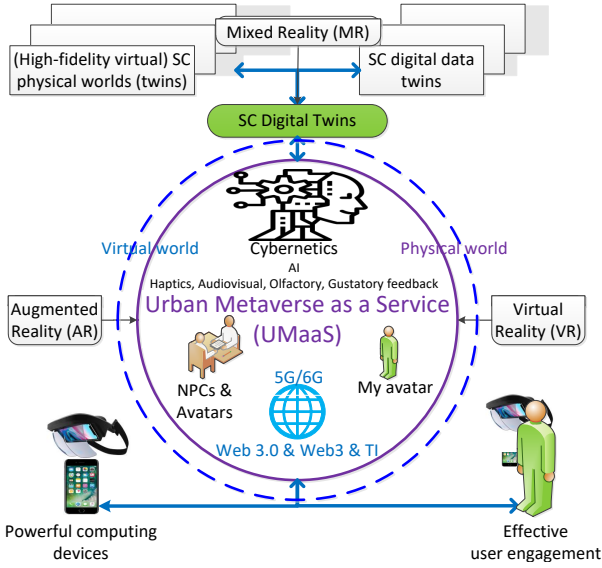 Mixed Reality (MR)
(High-fidelity virtual) SC
physical worlds (twins)
SC digital data
twins
SC Digital Twins
Virtual world
Cybernetics
Physical world
AI
Haptics, Audiovisual, Olfactory, Gustatory feedback
Augmented
Reality (AR)
Urban Metaverse as a Service
(UMaaS)
Virtual
Reality (VR)
NPCs &
Avatars
My avatar
5G/6G
Web 3.0 & Web3 & TI
Powerful computing
devices
Effective
user engagement